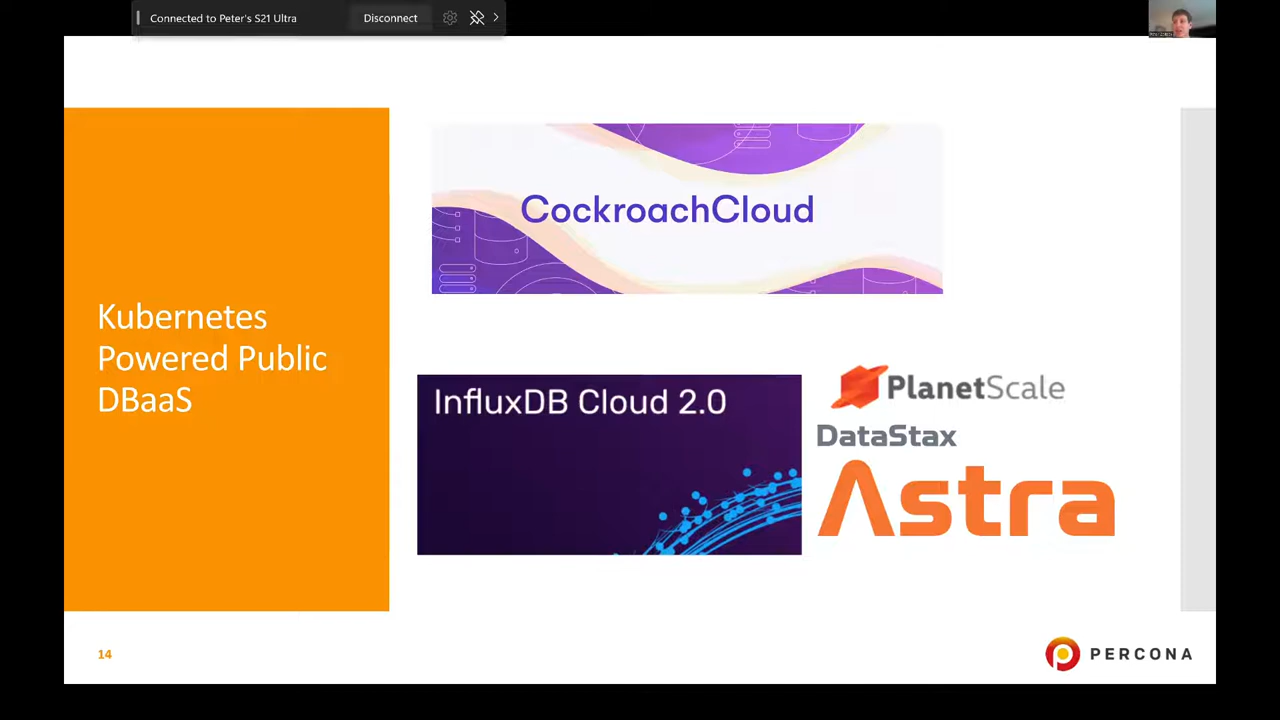 Connected to Peter's S21 Ultra
Disconnect
CockroachCloud
Kubernetes
Powered Public
DBaaS
InfluxDB Cloud 2.0
PlanetScale
DataStax
Astra
14
PERCONA